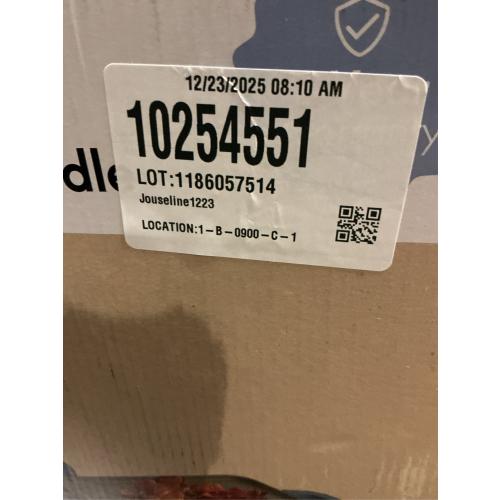 12/23/2025 08:10 AM
10254551
LOT:1186057514
Jouseline1223
LOCATION:1-B-0900-C-1
dle
y